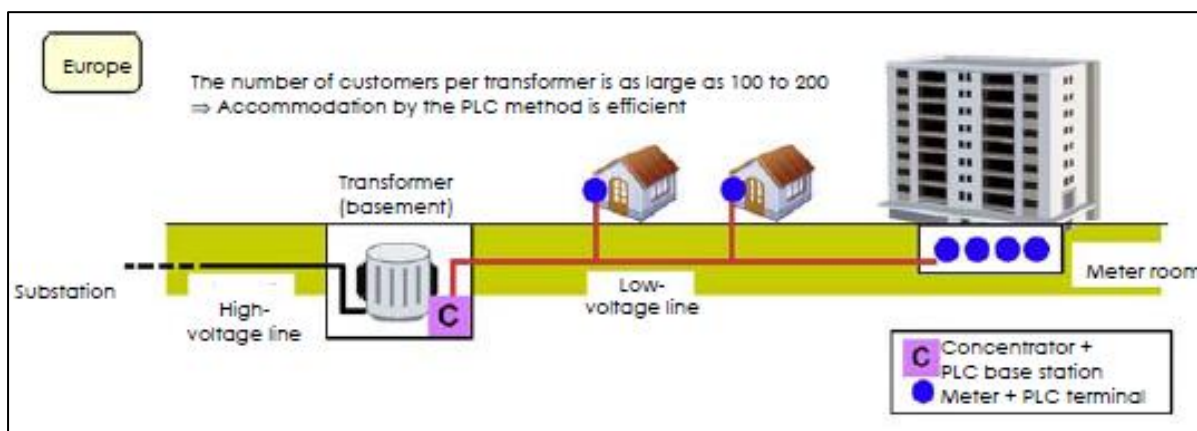 Europe
The number of customers per transformer is as large as 100 to 200
⇒ Accommodation by the PLC method is efficient
Transformer
(basement)
Substation
High-
voltage line
C
Low-
voltage line
Meter room
C
Concentrator +
PLC base station
Meter + PLC terminal